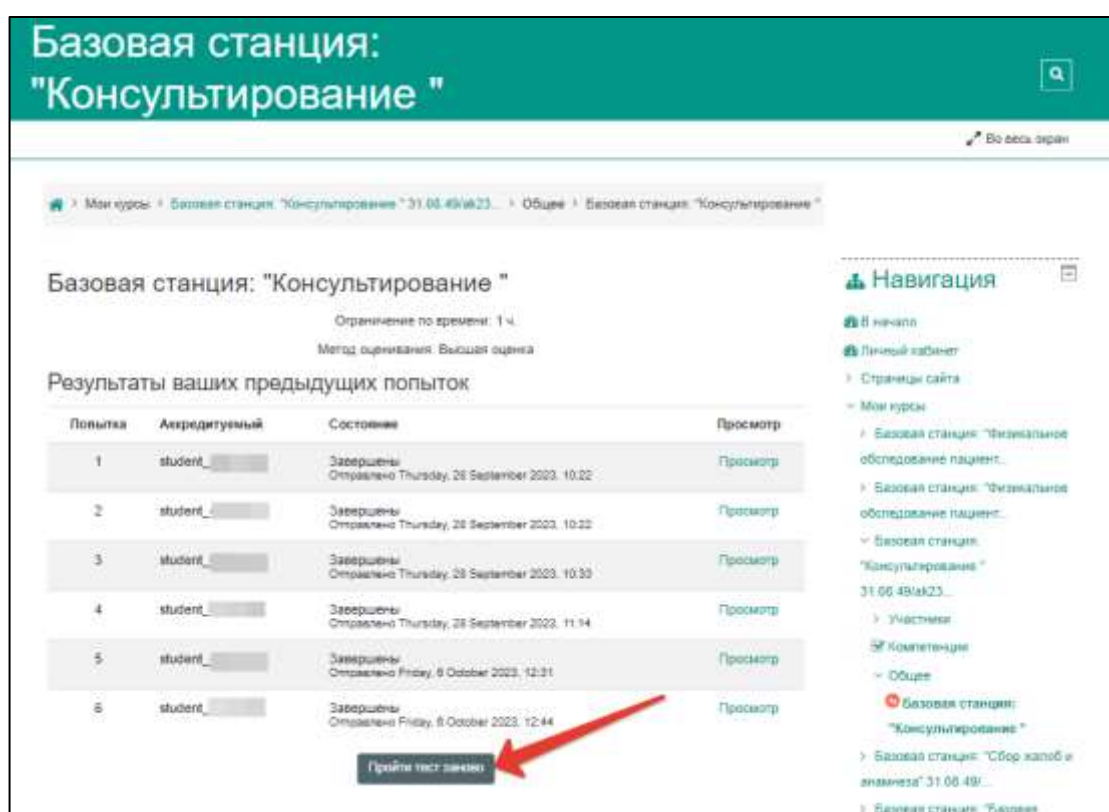 Базовая станция:
"Консультирование "
Во весь экран
Мои курсы › Базовая станция: "Консультирование " 31.08.49/ak23... › Общее › Базовая станция: "Консультирование "
Базовая станция: "Консультирование "
Ограничение по времени: 1 ч.
Метод оценивания: Высшая оценка
Результаты ваших предыдущих попыток
Попытка Аккредитуемый Состояние Просмотр
1 student_ Завершены Просмотр
Отправлено Thursday, 28 September 2023, 10:22
2 student_ Завершены Просмотр
Отправлено Thursday, 28 September 2023, 10:22
3 student_ Завершены Просмотр
Отправлено Thursday, 28 September 2023, 10:33
4 student_ Завершены Просмотр
Отправлено Thursday, 28 September 2023, 11:14
5 student_ Завершены Просмотр
Отправлено Friday, 6 October 2023, 12:31
6 student_ Завершены Просмотр
Отправлено Friday, 6 October 2023, 12:44
Пройти тест заново
Навигация
В начало
Личный кабинет
Страницы сайта
Мои курсы
Базовая станция: "Физикальное
обследование пациент...
Базовая станция: "Физикальное
обследование пациент...
Базовая станция:
"Консультирование "
31.08.49/ak23...
Участники
Компетенции
Общее
Базовая станция:
"Консультирование "
Базовая станция: "Сбор жалоб и
анамнеза" 31.08.49/...
Базовая станция: "Базовая